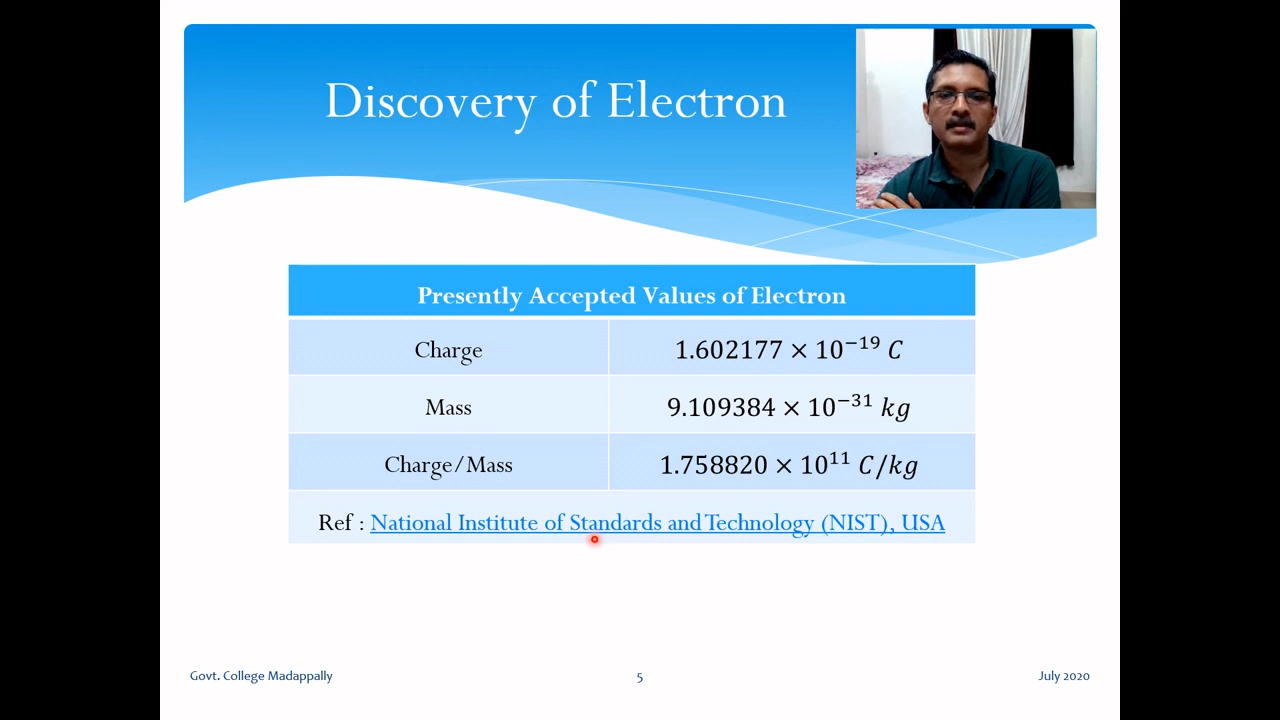 Discovery of Electron
Presently Accepted Values of Electron
Charge 1.602177 × 10⁻¹⁹ C
Mass 9.109384 × 10⁻³¹ kg
Charge/Mass 1.758820 × 10¹¹ C/kg
Ref : National Institute of Standards and Technology (NIST), USA
Govt. College Madappally 5 July 2020